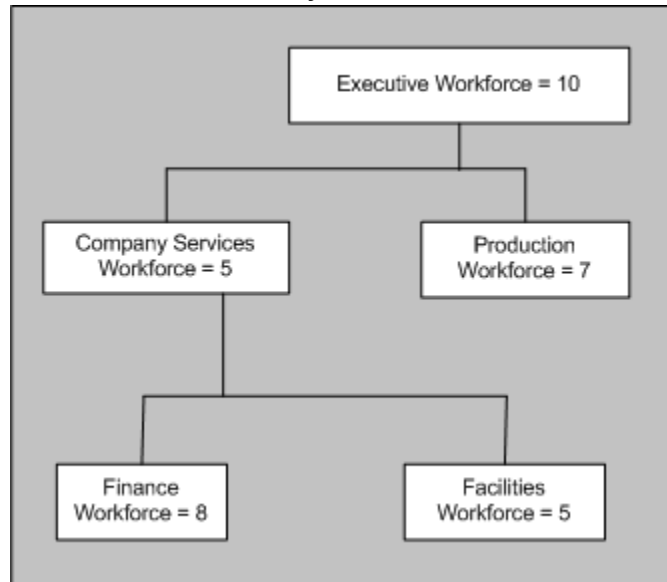 Executive Workforce = 10
Company Services
Workforce = 5
Production
Workforce = 7
Finance
Workforce = 8
Facilities
Workforce = 5